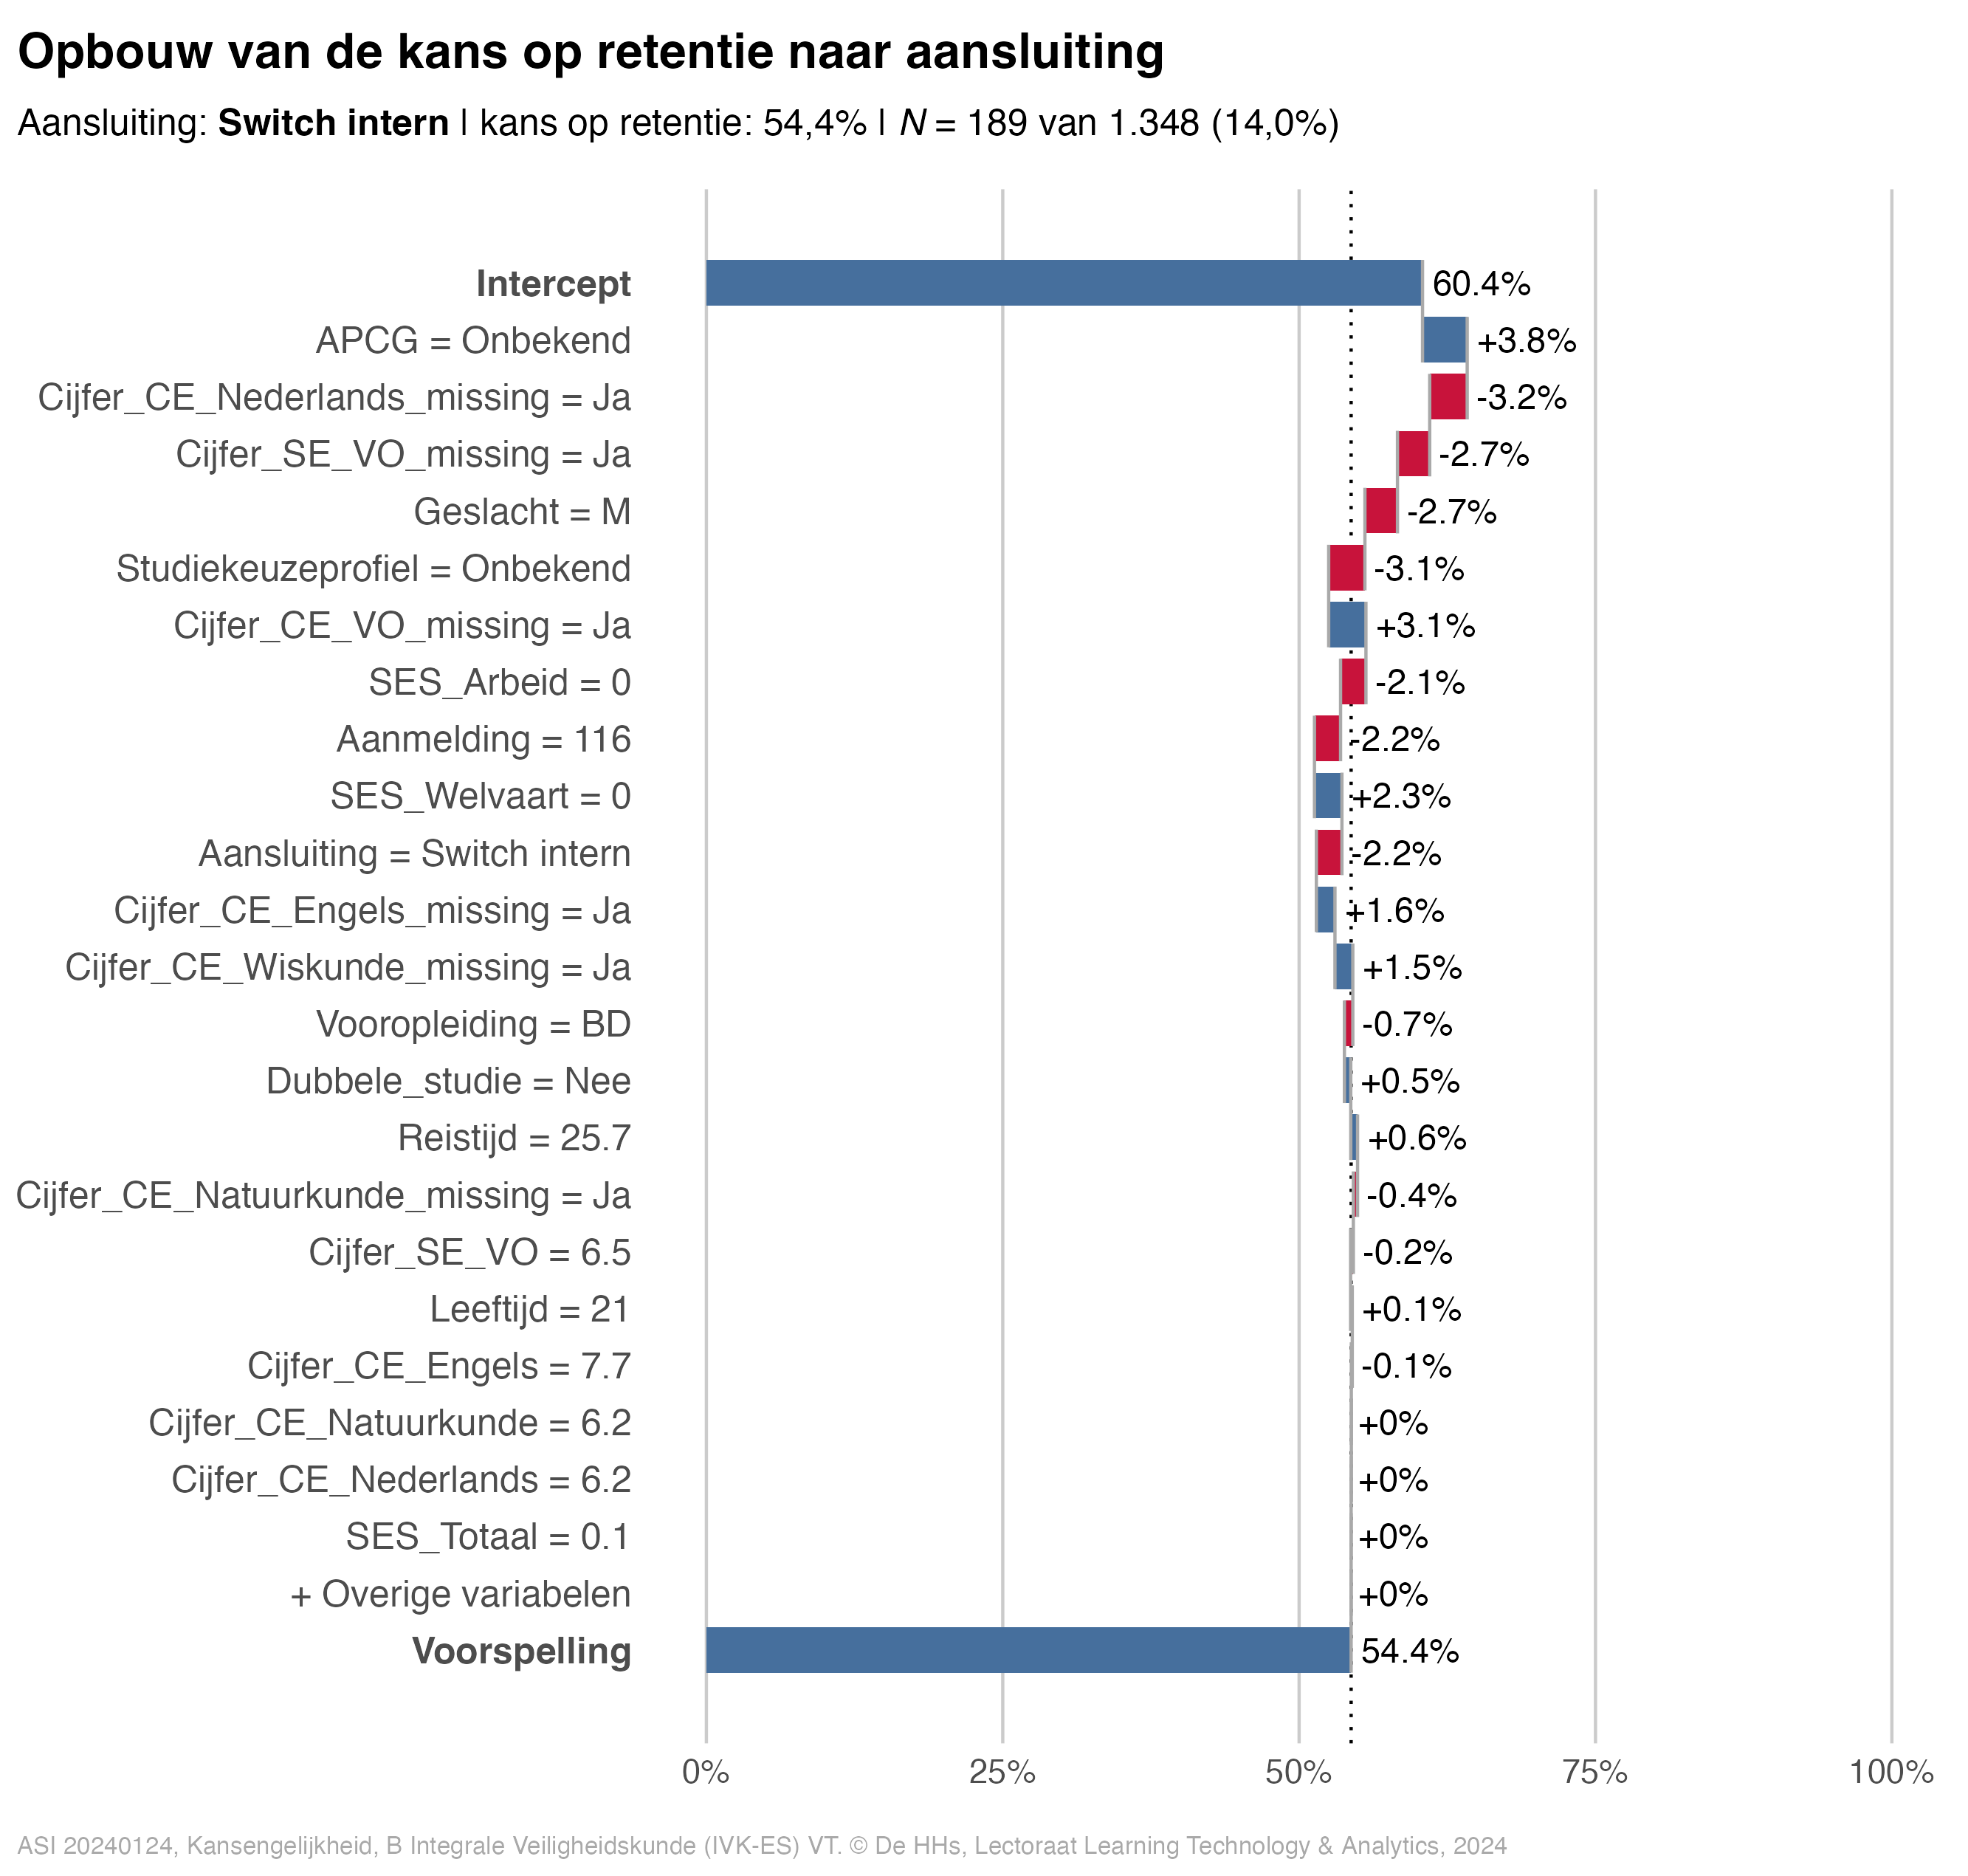 Opbouw van de kans op retentie naar aansluiting
Aansluiting: Switch intern | kans op retentie: 54,4% | N = 189 van 1.348 (14,0%)
Intercept 60.4%
APCG = Onbekend +3.8%
Cijfer_CE_Nederlands_missing = Ja -3.2%
Cijfer_SE_VO_missing = Ja -2.7%
Geslacht = M -2.7%
Studiekeuzeprofiel = Onbekend -3.1%
Cijfer_CE_VO_missing = Ja +3.1%
SES_Arbeid = 0 -2.1%
Aanmelding = 116 -2.2%
SES_Welvaart = 0 +2.3%
Aansluiting = Switch intern -2.2%
Cijfer_CE_Engels_missing = Ja +1.6%
Cijfer_CE_Wiskunde_missing = Ja +1.5%
Vooropleiding = BD -0.7%
Dubbele_studie = Nee +0.5%
Reistijd = 25.7 +0.6%
Cijfer_CE_Natuurkunde_missing = Ja -0.4%
Cijfer_SE_VO = 6.5 -0.2%
Leeftijd = 21 +0.1%
Cijfer_CE_Engels = 7.7 -0.1%
Cijfer_CE_Natuurkunde = 6.2 +0%
Cijfer_CE_Nederlands = 6.2 +0%
SES_Totaal = 0.1 +0%
+ Overige variabelen +0%
Voorspelling 54.4%
0% 25% 50% 75% 100%
ASI 20240124, Kansengelijkheid, B Integrale Veiligheidskunde (IVK-ES) VT. © De HHs, Lectoraat Learning Technology & Analytics, 2024